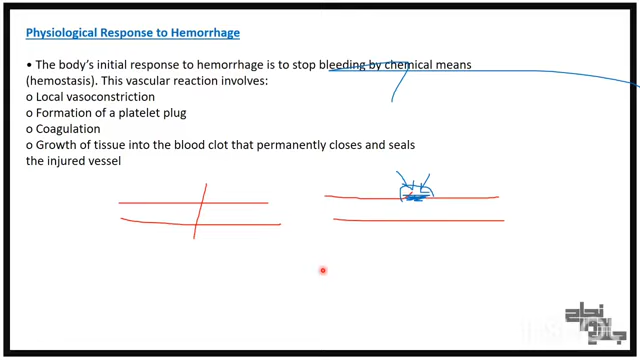 Physiological Response to Hemorrhage
• The body's initial response to hemorrhage is to stop bleeding by chemical means
(hemostasis). This vascular reaction involves:
o Local vasoconstriction
o Formation of a platelet plug
o Coagulation
o Growth of tissue into the blood clot that permanently closes and seals
the injured vessel